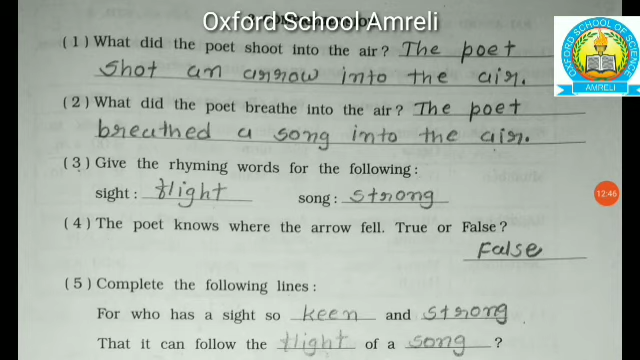 Oxford School Amreli
(1) What did the poet shoot into the air? The poet
shot an arrow into the air.
(2) What did the poet breathe into the air? The poet
breathed a song into the air.
(3) Give the rhyming words for the following:
sight: flight song: strong
(4) The poet knows where the arrow fell. True or False?
False
(5) Complete the following lines:
For who has a sight so keen and strong
That it can follow the flight of a song?
OXFORD SCHOOL OF SCIENCE
AMRELI
12:46